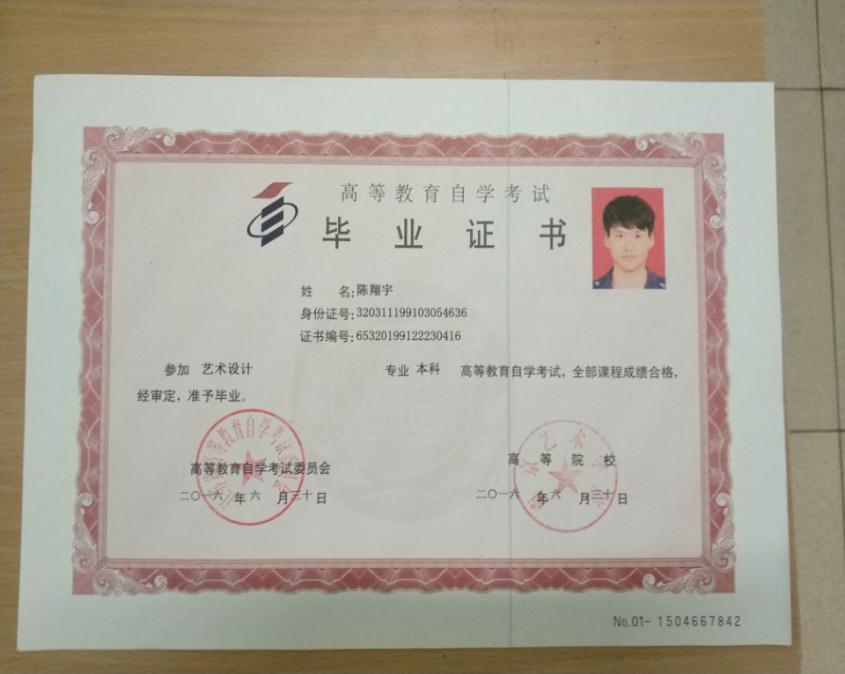 高等教育自学考试
毕业证书
姓 名:陈翔宇
身份证号:320311199103054636
证书编号:65320199122230416
参加 艺术设计 专业 本科 高等教育自学考试,全部课程成绩合格,
经审定,准予毕业。
高等教育自学考试委员会
高等院校
二〇一六年六月三十日
二〇一六年六月三十日
No.01-1504667842